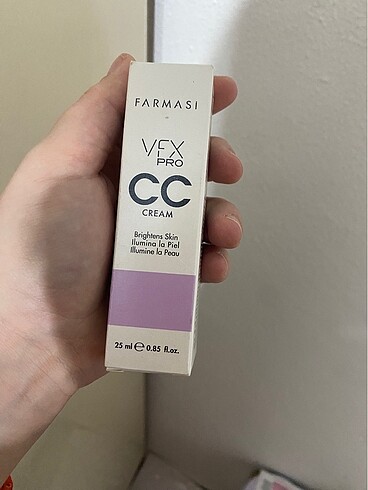 FARMASI
VFX
PRO
CC
CREAM
Brightens Skin
Ilumina la Piel
Illumine la Peau
25 ml ℮ 0.85 fl.oz.